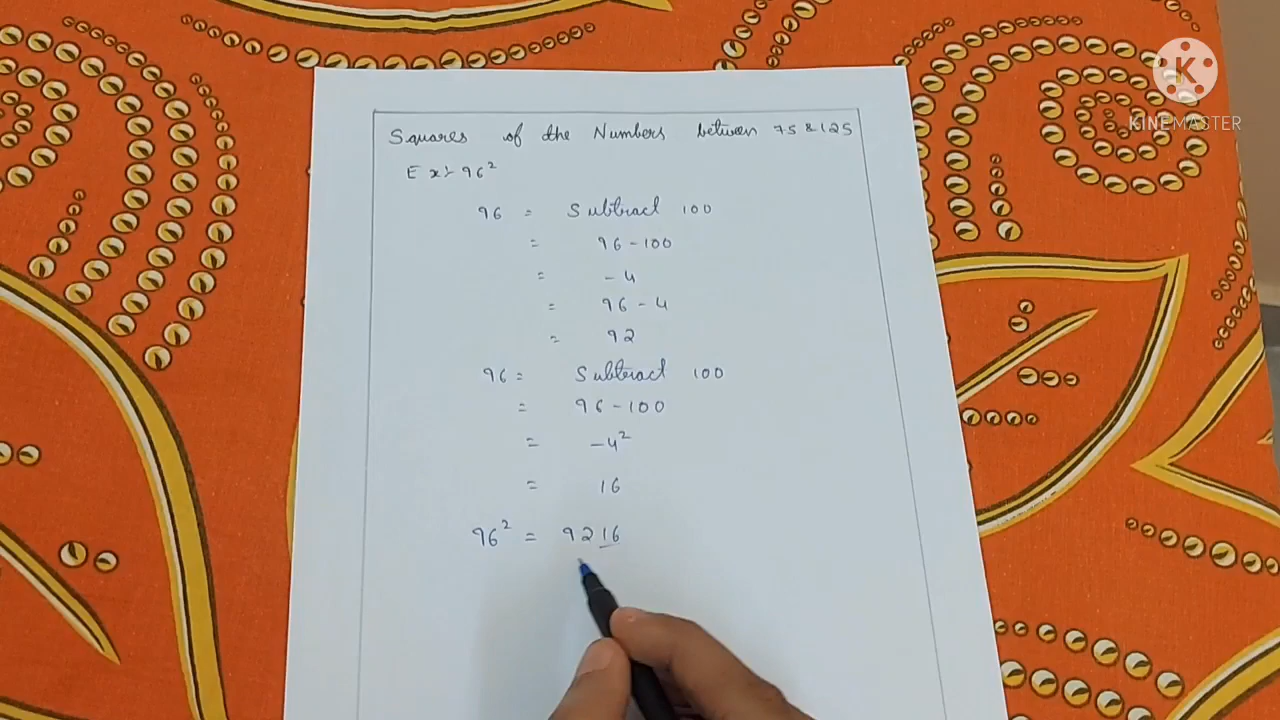 K
KINEMASTER
Squares of the Numbers between 75 & 125
Ex:- 96²
96 = Subtract 100
= 96 - 100
= - 4
= 96 - 4
= 92
96 = Subtract 100
= 96 - 100
= - 4²
= 16
96² = 9216